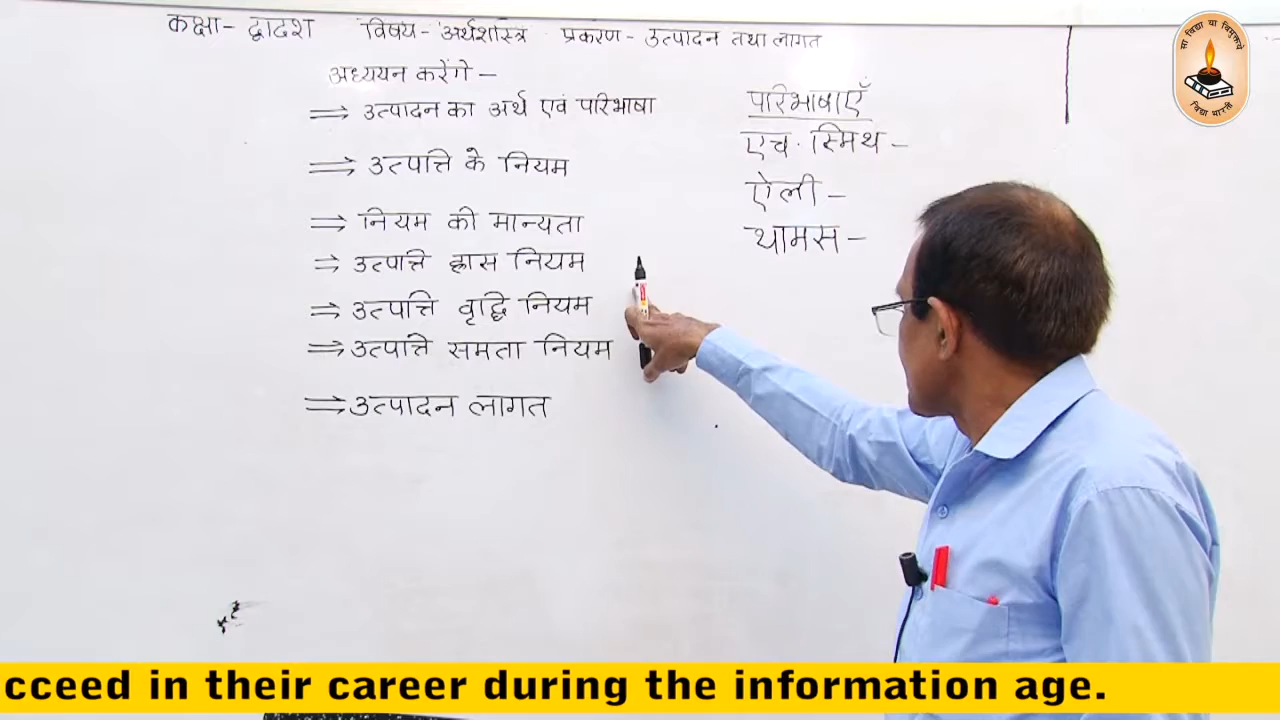 कक्षा- द्वादश विषय- अर्थशास्त्र प्रकरण- उत्पादन तथा लागत
अध्ययन करेंगे -
⇒ उत्पादन का अर्थ एवं परिभाषा
⇒ उत्पत्ति के नियम
⇒ नियम की मान्यता
⇒ उत्पत्ति ह्रास नियम
⇒ उत्पत्ति वृद्धि नियम
⇒ उत्पत्ति समता नियम
⇒ उत्पादन लागत
परिभाषाएँ
एच. स्मिथ -
ऐली -
थामस -
सा विद्या या विमुक्तये
विद्या भारती
cceed in their career during the information age.